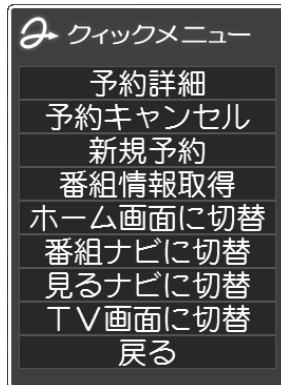 クィックメニュー
予約詳細
予約キャンセル
新規予約
番組情報取得
ホーム画面に切替
番組ナビに切替
見るナビに切替
TV画面に切替
戻る